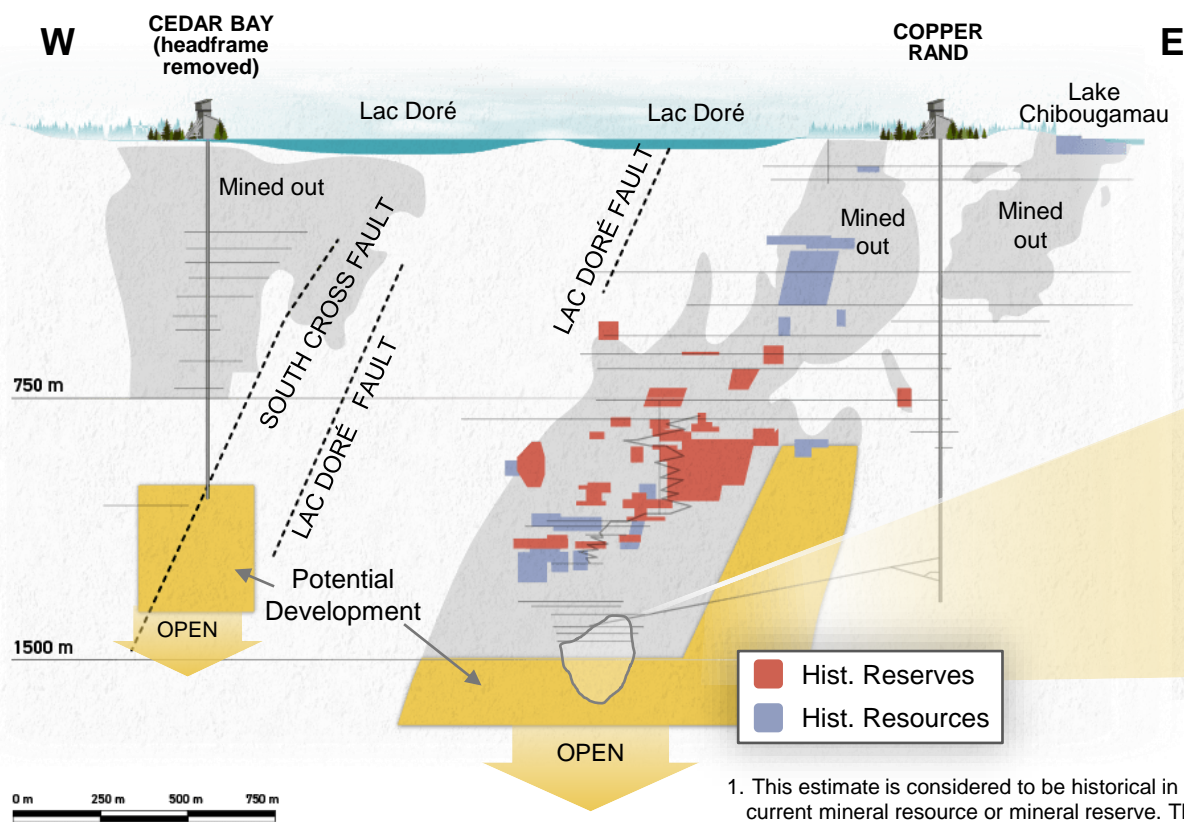 W
CEDAR BAY
(headframe
removed)
COPPER
RAND
E
Lac Doré
Lac Doré
Lake
Chibougamau
Mined out
SOUTH CROSS FAULT
LAC DORÉ FAULT
LAC DORÉ FAULT
Mined
out
Mined
out
750 m
Potential
Development
OPEN
1500 m
Hist. Reserves
Hist. Resources
OPEN
0 m 250 m 500 m 750 m
1. This estimate is considered to be historical in
current mineral resource or mineral reserve. Th